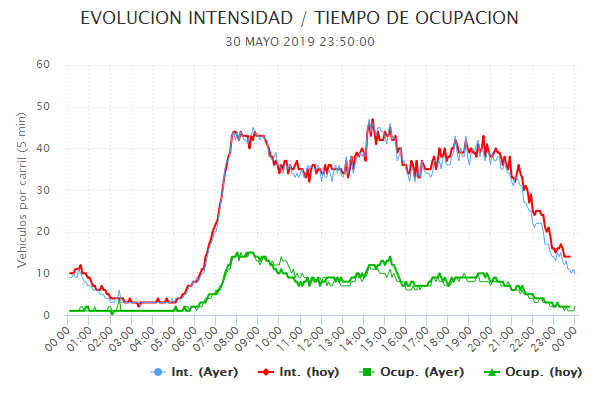 EVOLUCION INTENSIDAD / TIEMPO DE OCUPACION
30 MAYO 2019 23:50:00
Vehiculos por carril (5 min)
60
50
40
30
20
10
0
00:00 01:00 02:00 03:00 04:00 05:00 06:00 07:00 08:00 09:00 10:00 11:00 12:00 13:00 14:00 15:00 16:00 17:00 18:00 19:00 20:00 21:00 22:00 23:00 00:00
Int. (Ayer) Int. (hoy) Ocup. (Ayer) Ocup. (hoy)